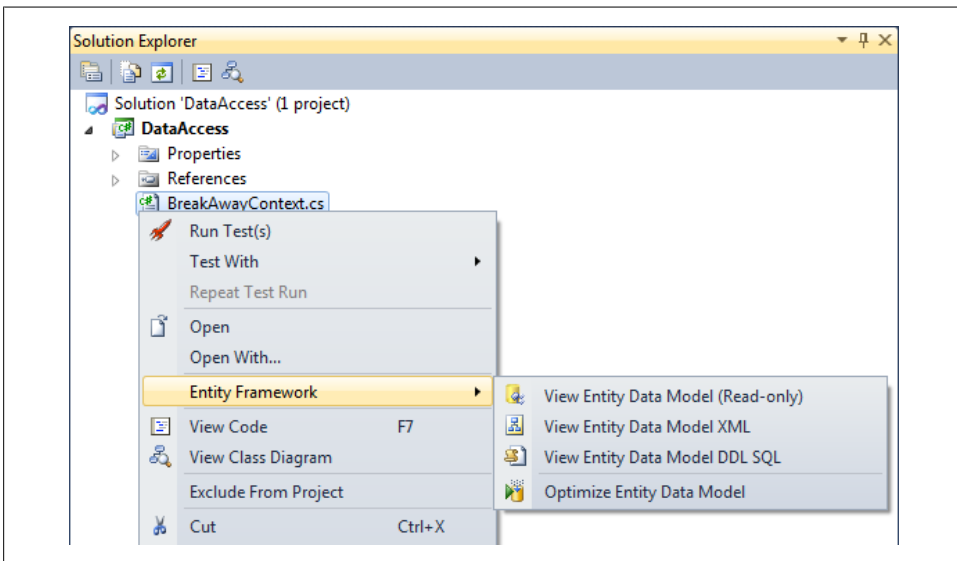 Solution Explorer
Solution 'DataAccess' (1 project)
DataAccess
Properties
References
BreakAwayContext.cs
Run Test(s)
Test With
Repeat Test Run
Open
Open With...
Entity Framework
View Code F7
View Class Diagram
Exclude From Project
Cut Ctrl+X
View Entity Data Model (Read-only)
View Entity Data Model XML
View Entity Data Model DDL SQL
Optimize Entity Data Model